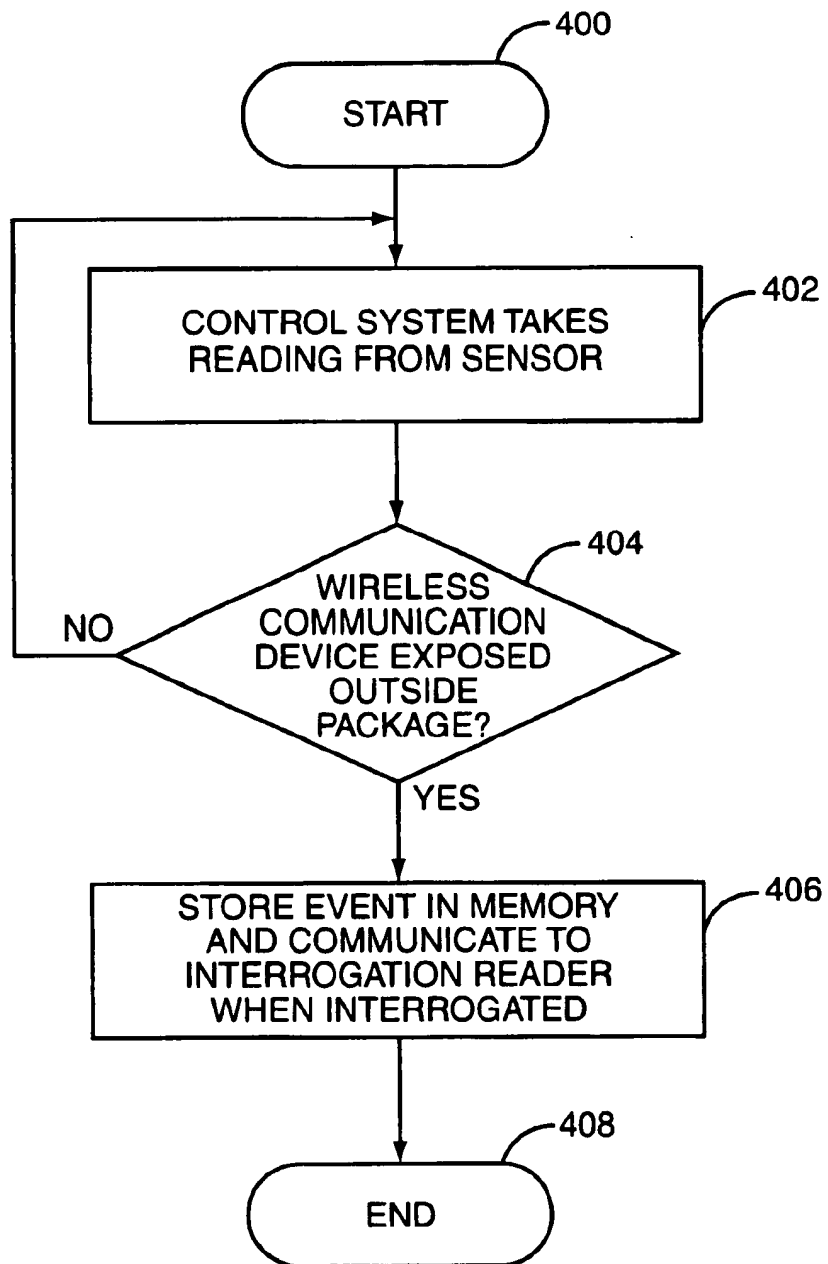 400
START
CONTROL SYSTEM TAKES
READING FROM SENSOR
402
404
WIRELESS
COMMUNICATION
DEVICE EXPOSED
OUTSIDE
PACKAGE?
NO
YES
STORE EVENT IN MEMORY
AND COMMUNICATE TO
INTERROGATION READER
WHEN INTERROGATED
406
408
END